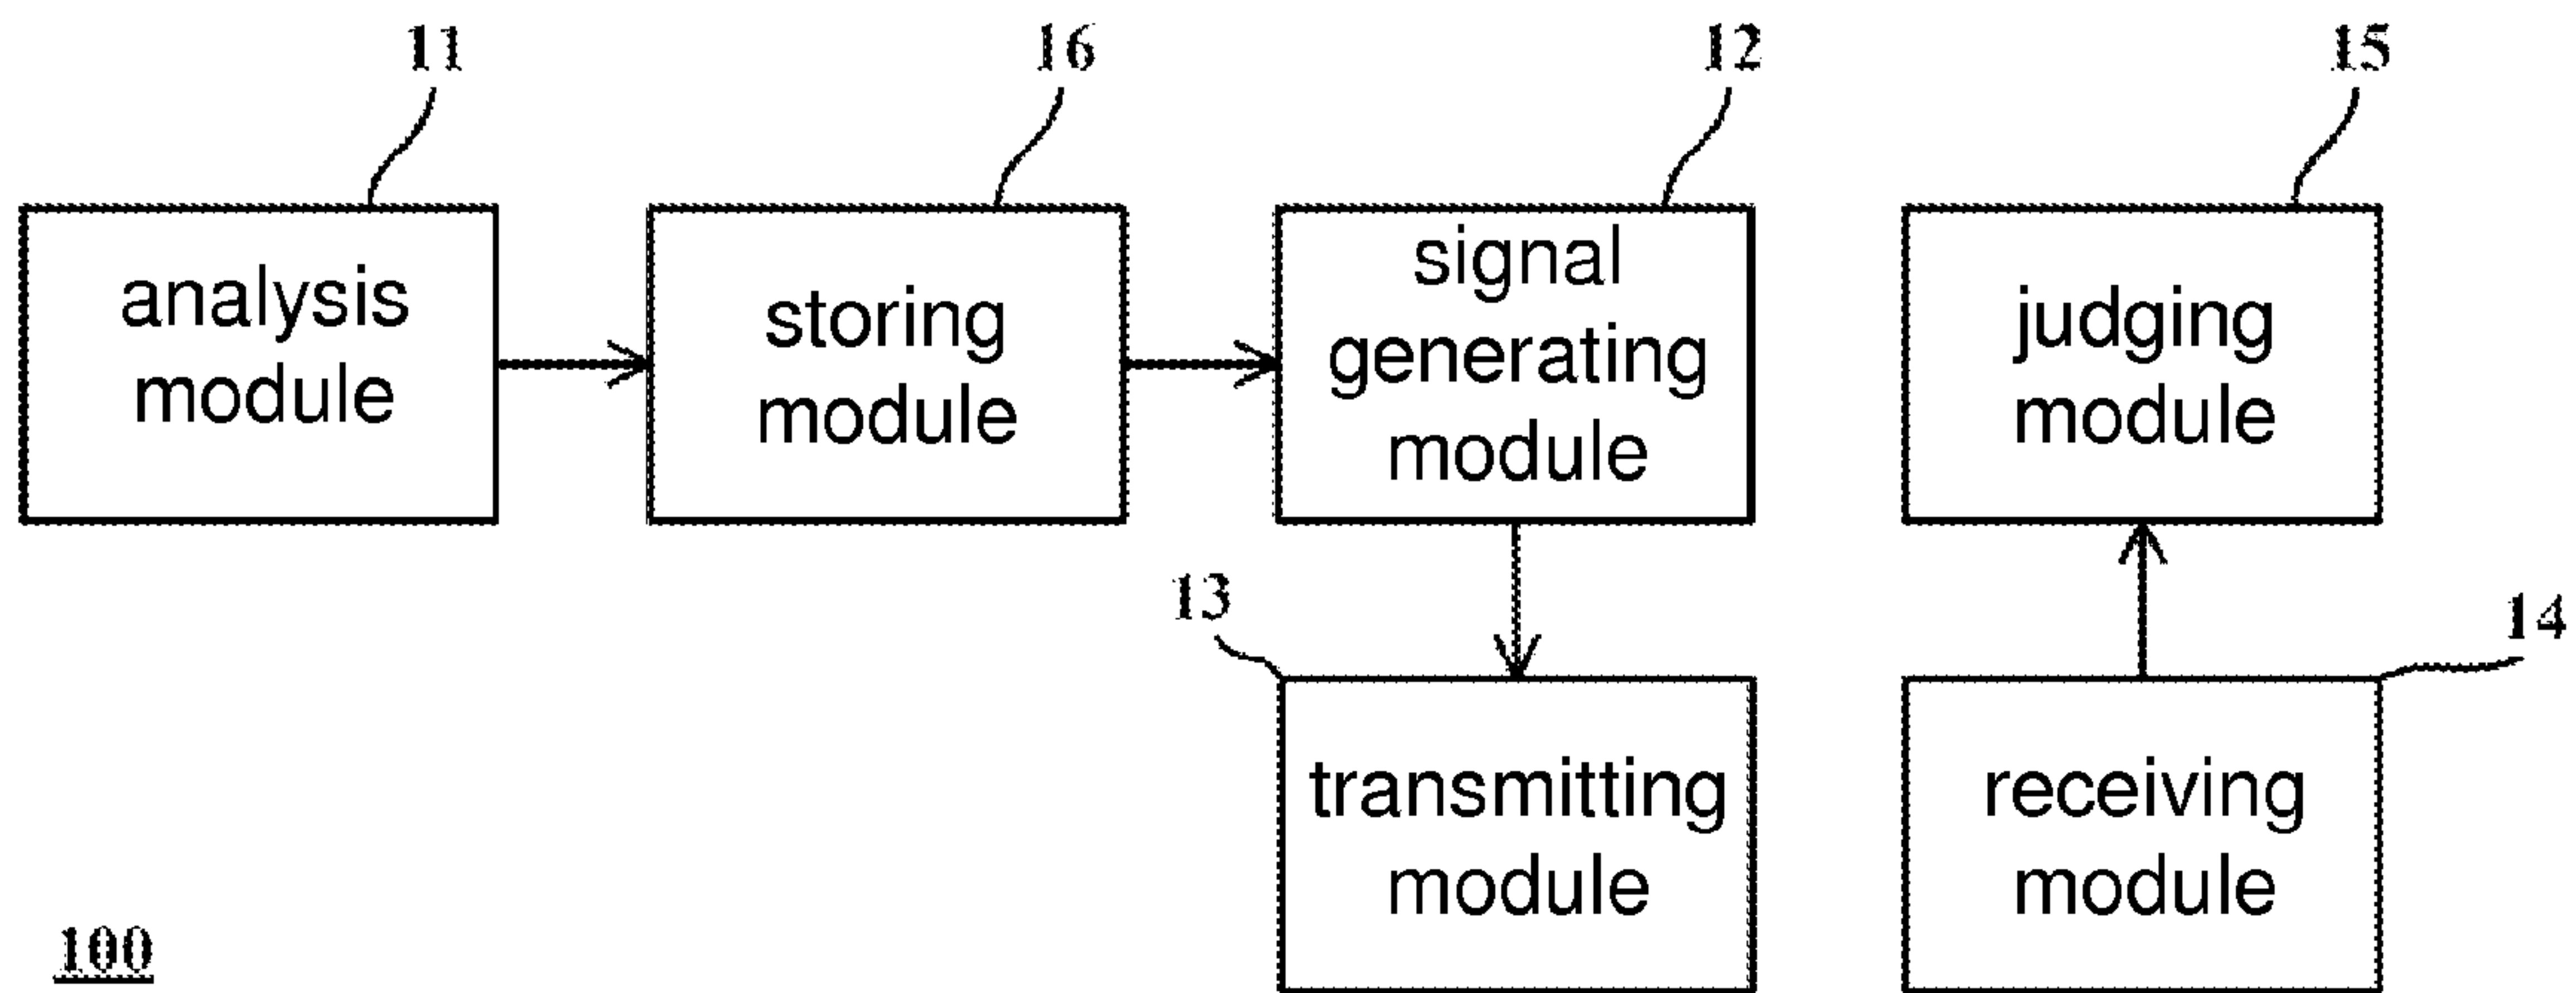 11
16
12
15
analysis
module
storing
module
signal
generating
module
judging
module
13
14
transmitting
module
receiving
module
100